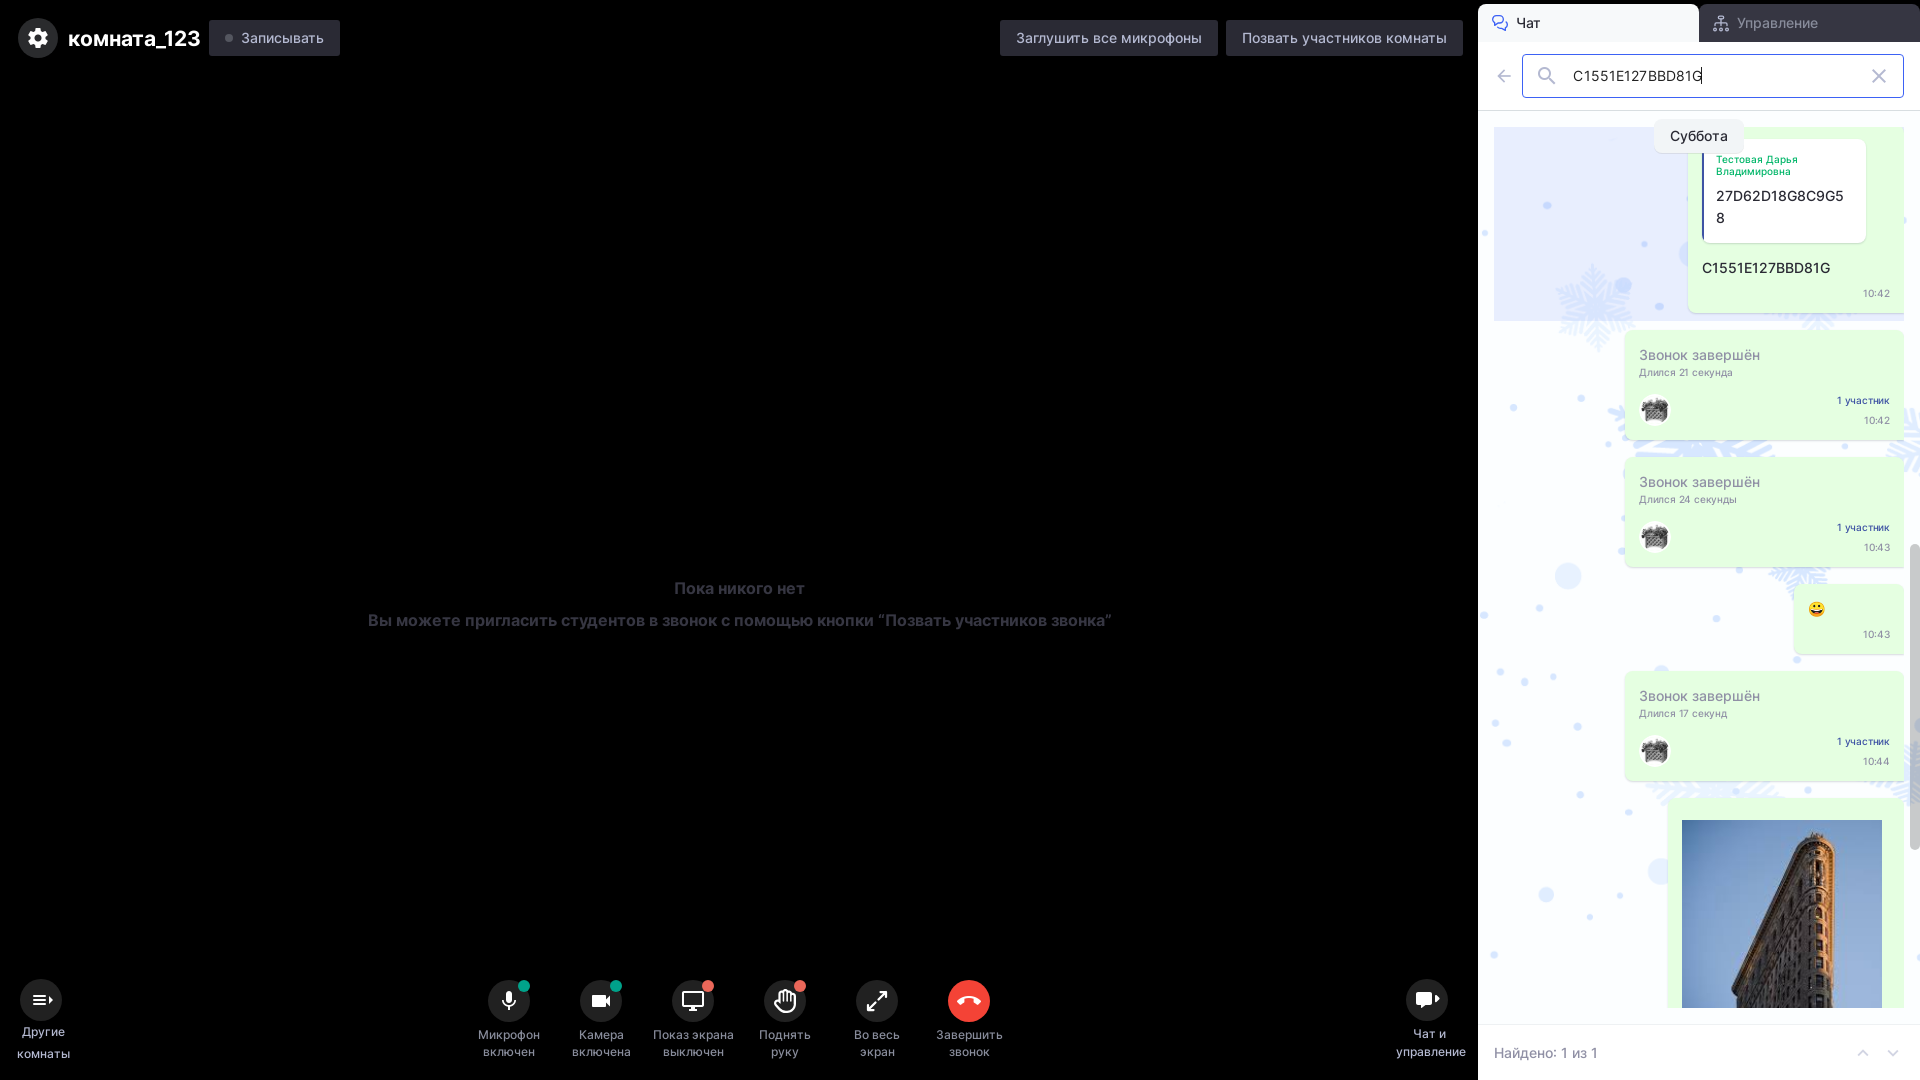 комната_123
Записывать
Заглушить все микрофоны
Позвать участников комнаты
Чат
Управление
C1551E127BBD81G
Суббота
Тестовая Дарья
Владимировна
27D62D18G8C9G5
8
C1551E127BBD81G
10:42
Звонок завершён
Длился 21 секунда
1 участник
10:42
Звонок завершён
Длился 24 секунды
1 участник
10:43
10:43
Звонок завершён
Длился 17 секунд
1 участник
10:44
Пока никого нет
Вы можете пригласить студентов в звонок с помощью кнопки “Позвать участников звонка”
Другие
комнаты
Микрофон
включен
Камера
включена
Показ экрана
выключен
Поднять
руку
Во весь
экран
Завершить
звонок
Чат и
управление
Найдено: 1 из 1